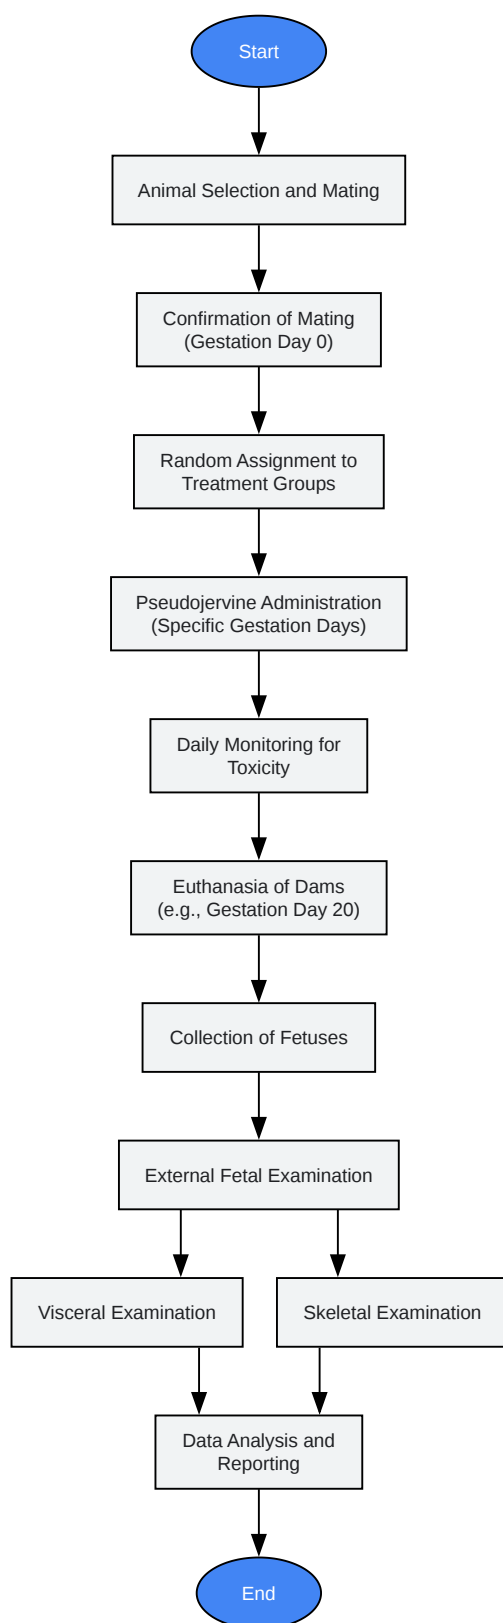 Start
Animal Selection and Mating
Confirmation of Mating
(Gestation Day 0)
Random Assignment to
Treatment Groups
Pseudojervine Administration
(Specific Gestation Days)
Daily Monitoring for
Toxicity
Euthanasia of Dams
(e.g., Gestation Day 20)
Collection of Fetuses
External Fetal Examination
Visceral Examination
Skeletal Examination
Data Analysis and
Reporting
End